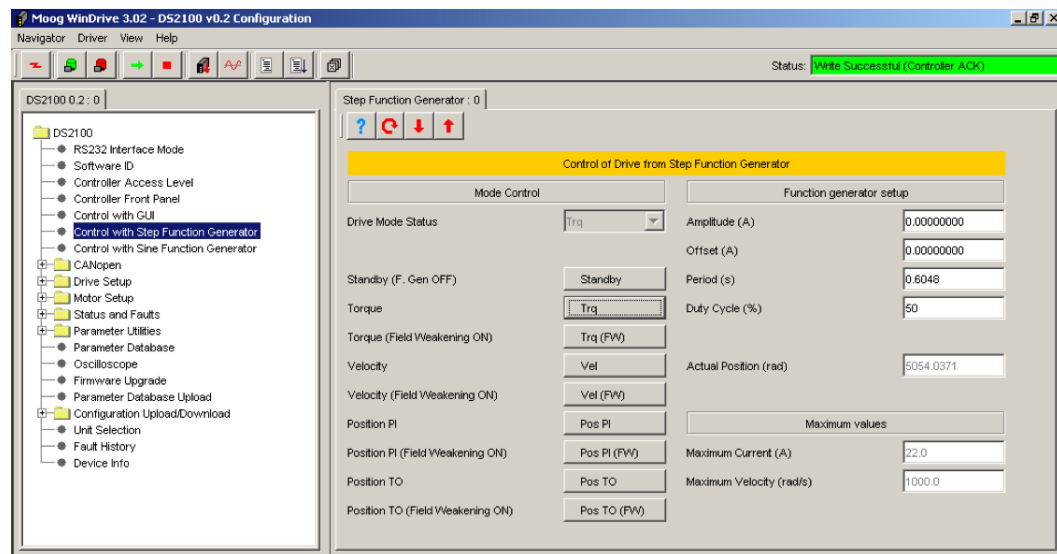 Moog WinDrive 3.02 - DS2100 v0.2 Configuration
Navigator Driver View Help
Status: Write Successful (Controller ACK)
DS2100 0.2 : 0
DS2100
RS232 Interface Mode
Software ID
Controller Access Level
Controller Front Panel
Control with GUI
Control with Step Function Generator
Control with Sine Function Generator
CANopen
Drive Setup
Motor Setup
Status and Faults
Parameter Utilities
Parameter Database
Oscilloscope
Firmware Upgrade
Parameter Database Upload
Configuration Upload/Download
Unit Selection
Fault History
Device Info
Step Function Generator : 0
?
Control of Drive from Step Function Generator
Mode Control
Drive Mode Status Trq
Standby (F. Gen OFF) Standby
Torque Trq
Torque (Field Weakening ON) Trq (FW)
Velocity Vel
Velocity (Field Weakening ON) Vel (FW)
Position PI Pos PI
Position PI (Field Weakening ON) Pos PI (FW)
Position TO Pos TO
Position TO (Field Weakening ON) Pos TO (FW)
Function generator setup
Amplitude (A) 0.00000000
Offset (A) 0.00000000
Period (s) 0.6048
Duty Cycle (%) 50
Actual Position (rad) 5054.0371
Maximum values
Maximum Current (A) 22.0
Maximum Velocity (rad/s) 1000.0